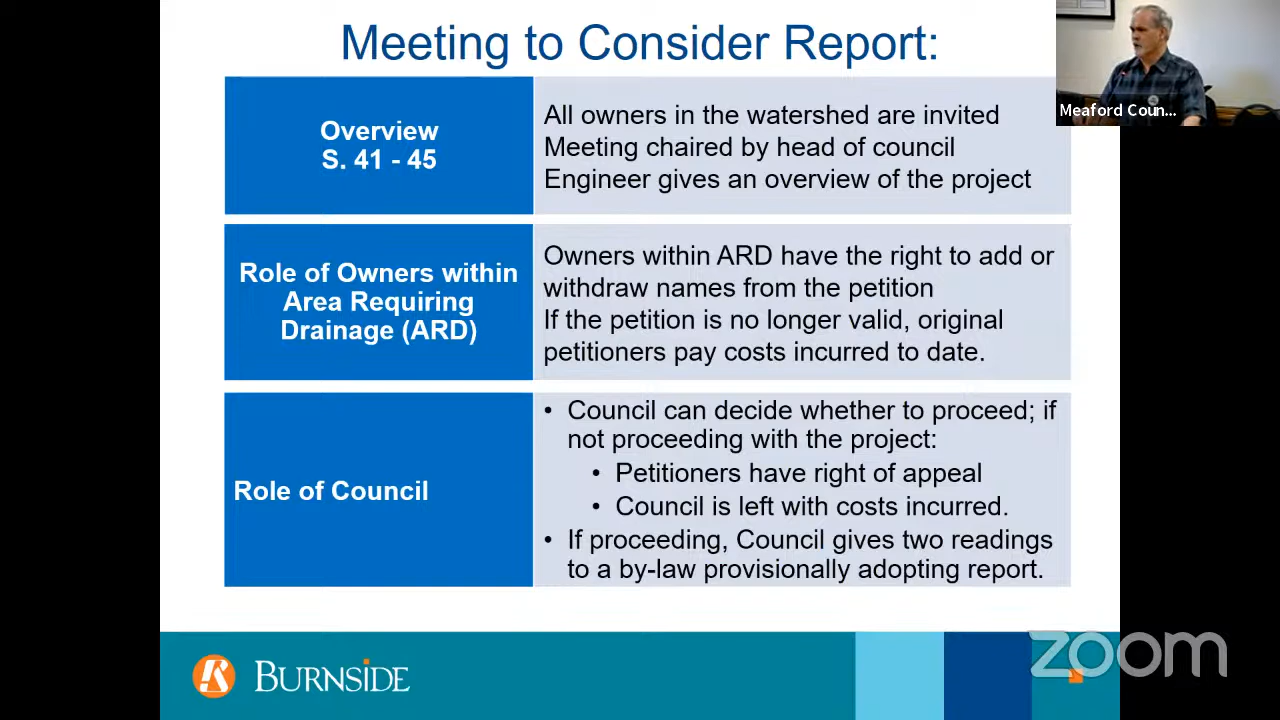 Meeting to Consider Report:
Meaford Coun...
Overview
S. 41 - 45
All owners in the watershed are invited
Meeting chaired by head of council
Engineer gives an overview of the project
Role of Owners within
Area Requiring
Drainage (ARD)
Owners within ARD have the right to add or
withdraw names from the petition
If the petition is no longer valid, original
petitioners pay costs incurred to date.
Role of Council
• Council can decide whether to proceed; if
not proceeding with the project:
• Petitioners have right of appeal
• Council is left with costs incurred.
• If proceeding, Council gives two readings
to a by-law provisionally adopting report.
BURNSIDE
zoom